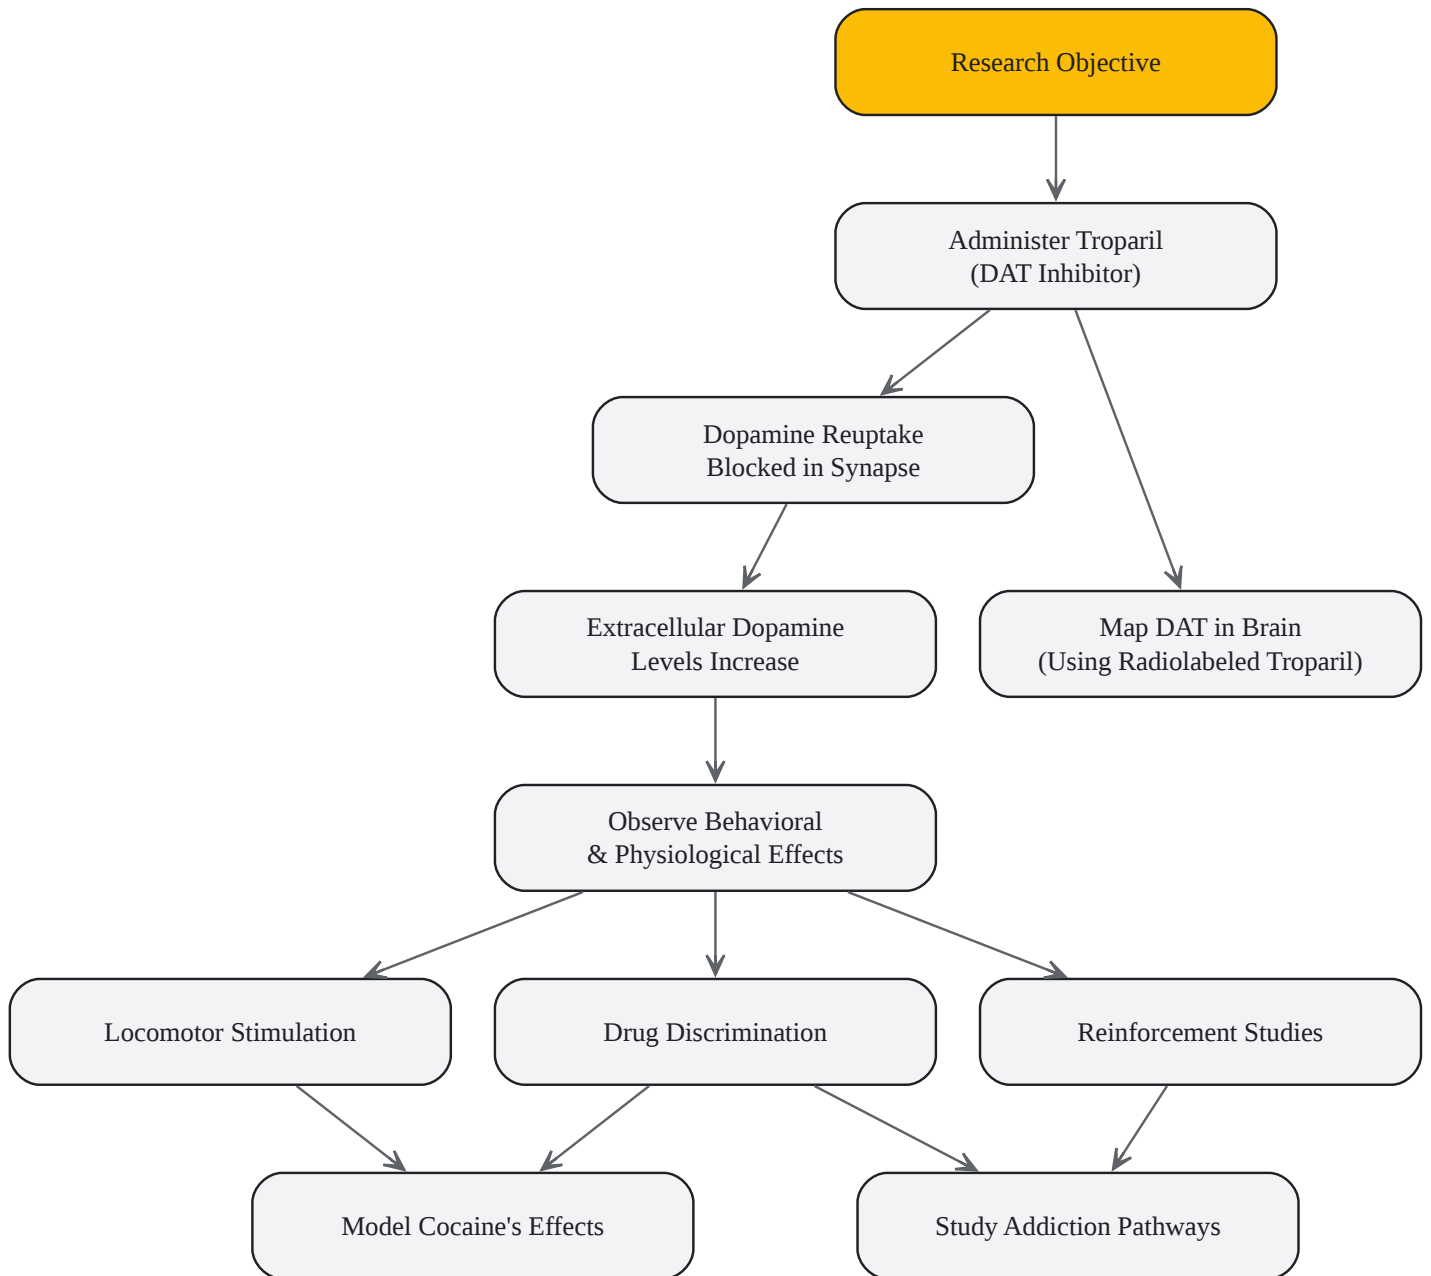 Research Objective
Administer Troparil
(DAT Inhibitor)
Dopamine Reuptake
Blocked in Synapse
Extracellular Dopamine
Levels Increase
Map DAT in Brain
(Using Radiolabeled Troparil)
Observe Behavioral
& Physiological Effects
Locomotor Stimulation
Drug Discrimination
Reinforcement Studies
Model Cocaine's Effects
Study Addiction Pathways